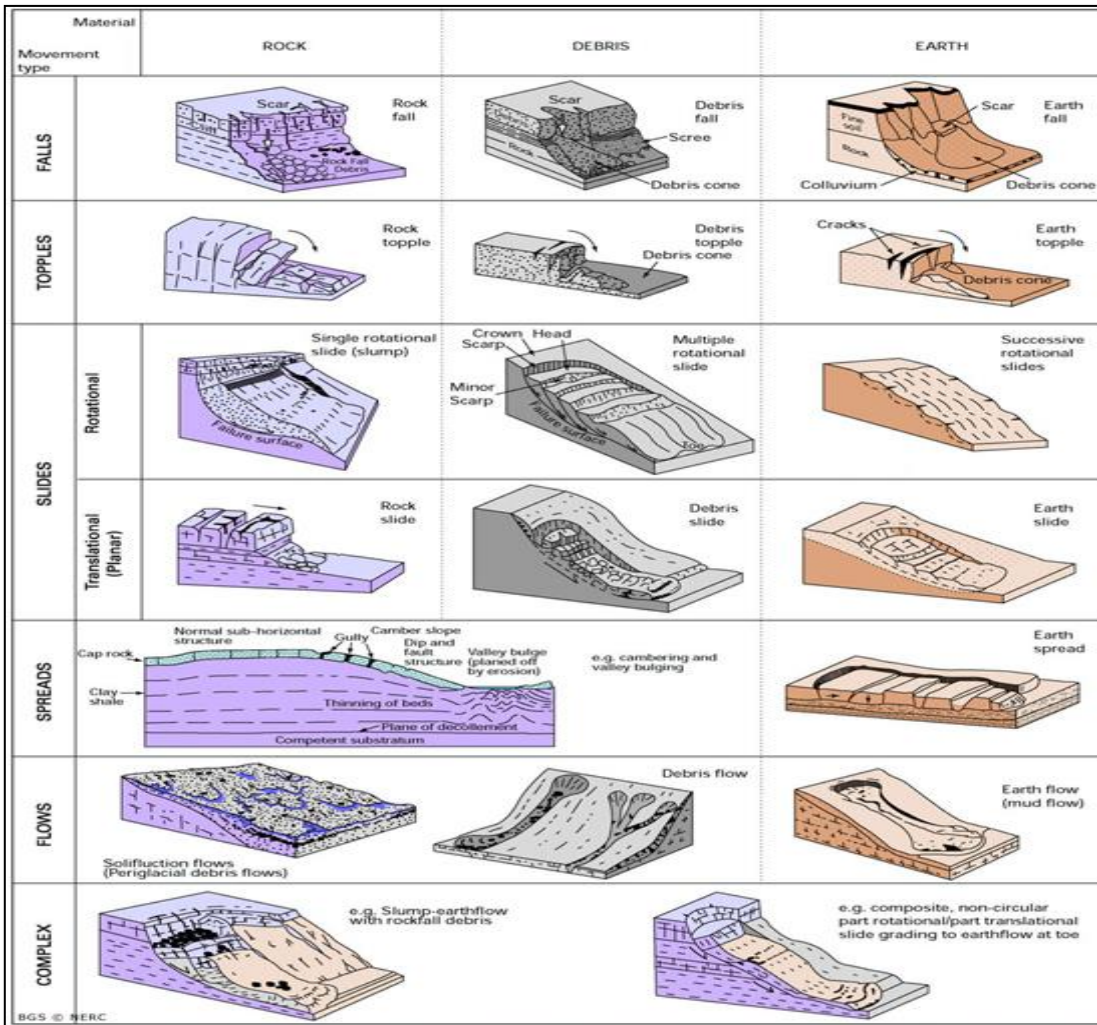 Material
Movement
type
ROCK
DEBRIS
EARTH
FALLS
Scar
Rock
fall
Cliff
Rock Fall
Debris
Scar
Debris
fall
Debris
Rock
Scree
Debris cone
Scar
Earth
fall
Fine
soil
Rock
Colluvium
Debris cone
TOPPLES
Rock
topple
Debris
topple
Debris cone
Cracks
Earth
topple
Debris cone
SLIDES
Rotational
Single rotational
slide (slump)
Failure surface
Crown
Head
Scarp
Multiple
rotational
slide
Minor
Scarp
Failure surface
Toe
Successive
rotational
slides
Translational
(Planar)
Rock
slide
Debris
slide
Earth
slide
SPREADS
Normal sub-horizontal
structure
Cap rock
Gully
Camber slope
Dip and
fault
structure
Valley bulge
(planed off
by erosion)
e.g. cambering and
valley bulging
Clay
shale
Thinning of beds
Plane of decollement
Competent substratum
Earth
spread
FLOWS
Solifluction flows
(Periglacial debris flows)
Debris flow
Earth flow
(mud flow)
COMPLEX
e.g. Slump-earthflow
with rockfall debris
e.g. composite, non-circular
part rotational/part translational
slide grading to earthflow at toe
BGS © NERC